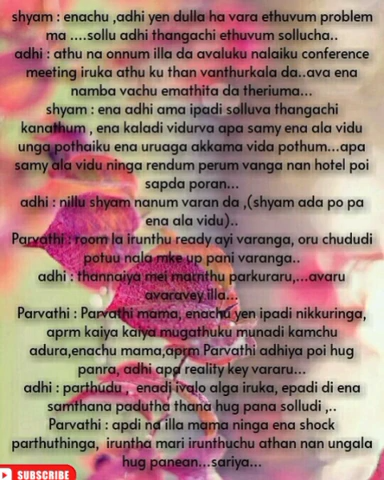 shyam : enachu ,adhi yen dulla ha vara ethuvum problem
ma ....sollu adhi thangachi ethuvum sollucha..
adhi : athu na onnum illa da avaluku nalaiku conference
meeting iruka athu ku than vanthurkala da..ava ena
namba vachu emathita da theriuma...
shyam : ena adhi ama ipadi solluva thangachi
kanathum , ena kaladi vidurva apa samy ena ala vidu
unga pothaiku ena uruaga akkama vida pothum...apa
samy ala vidu ninga rendum perum vanga nan hotel poi
sapda poran...
adhi : nillu shyam nanum varan da ,(shyam ada po pa
ena ala vidu)..
Parvathi : room la irunthu ready ayi varanga, oru chududi
potuu nala mke up pani varanga..
adhi : thannaiya mei marnthu parkuraru,...avaru
avaravey illa...
Parvathi : Parvathi mama, enachu yen ipadi nikkuringa,
aprm kaiya kaiya mugathuku munadi kamchu
adura,enachu mama,aprm Parvathi adhiya poi hug
panra, adhi apa reality key vararu...
adhi : parthudu , enadi ivalo alga iruka, epadi di ena
samthana padutha thana hug pana solludi ,..
Parvathi : apdi na illa mama ninga ena shock
parthuthinga, iruntha mari irunthuchu athan nan ungala
hug panean...sariya...
SUBSCRIBE